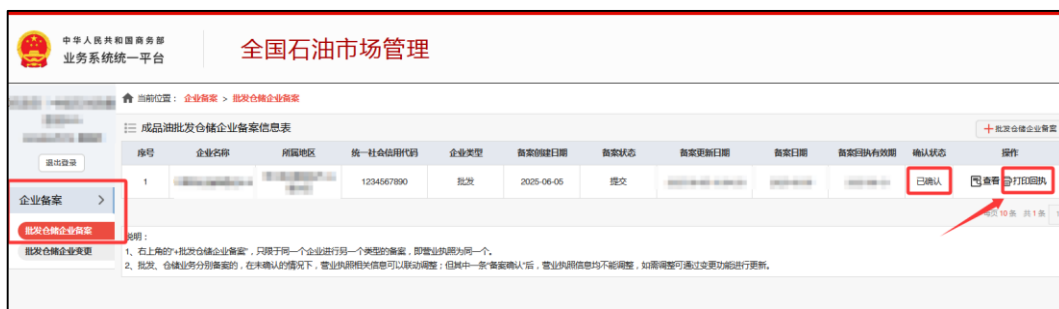 中华人民共和国商务部
业务系统统一平台
全国石油市场管理
当前位置： 企业备案 > 批发仓储企业备案
退出登录
企业备案 >
批发仓储企业备案
批发仓储企业变更
成品油批发仓储企业备案信息表
+批发仓储企业备案
序号 企业名称 所属地区 统一社会信用代码 企业类型 备案创建日期 备案状态 备案更新日期 备案日期 备案回执有效期 确认状态 操作
1 1234567890 批发 2025-06-05 提交 已确认 查看 打印回执
每页10条 共1条 1
说明：
1、右上角的"+批发仓储企业备案"，只限于同一个企业进行另一个类型的备案，即营业执照为同一个。
2、批发、仓储业务分别备案的，在未确认的情况下，营业执照相关信息可以联动调整；但其中一条"备案确认"后，营业执照信息均不能调整，如需调整可通过变更功能进行更新。